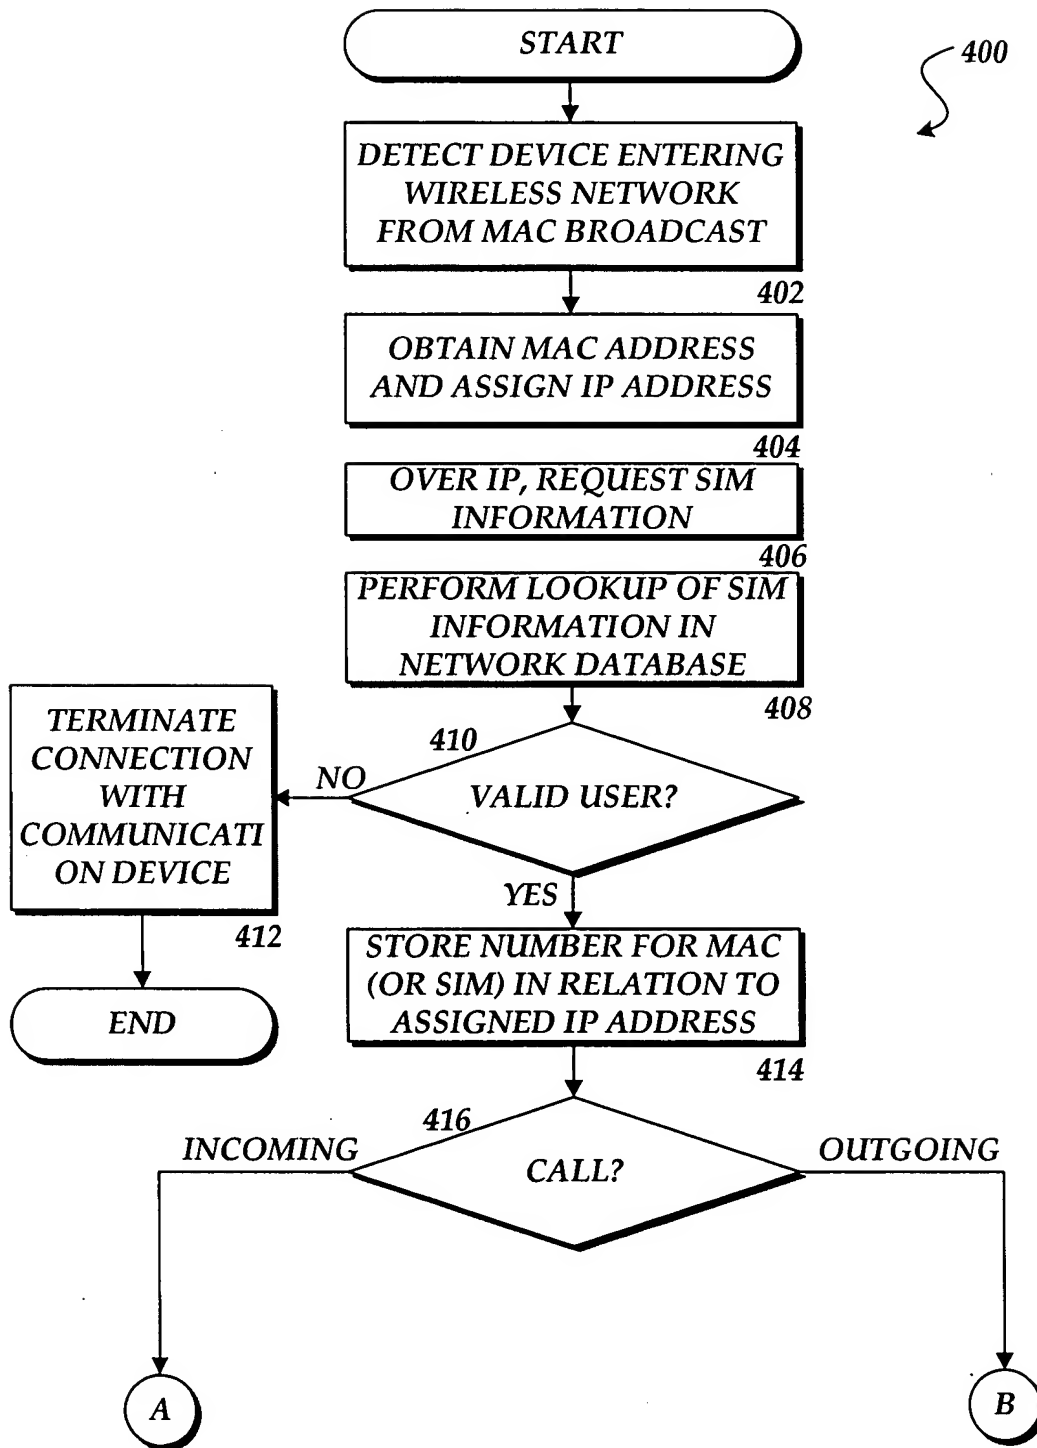 START
400
DETECT DEVICE ENTERING
WIRELESS NETWORK
FROM MAC BROADCAST
402
OBTAIN MAC ADDRESS
AND ASSIGN IP ADDRESS
404
OVER IP, REQUEST SIM
INFORMATION
406
PERFORM LOOKUP OF SIM
INFORMATION IN
NETWORK DATABASE
408
410
VALID USER?
NO
TERMINATE
CONNECTION
WITH
COMMUNICATI
ON DEVICE
412
END
YES
STORE NUMBER FOR MAC
(OR SIM) IN RELATION TO
ASSIGNED IP ADDRESS
414
416
CALL?
INCOMING
OUTGOING
A
B